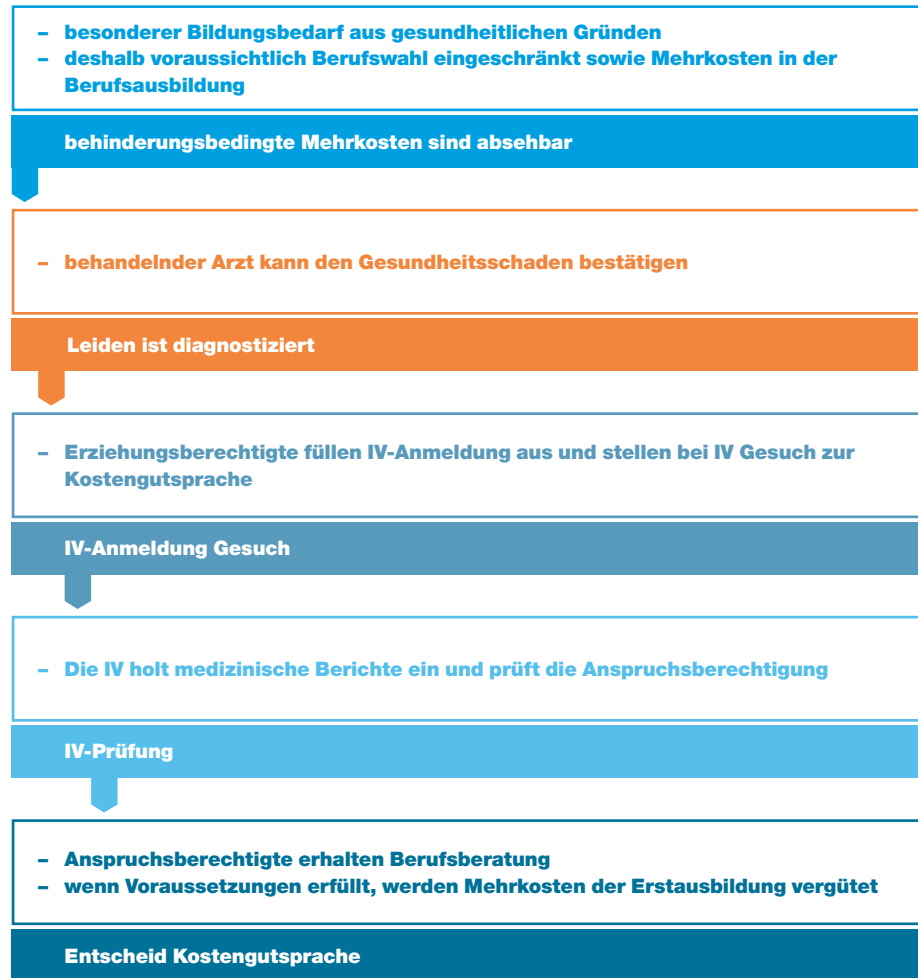 – besonderer Bildungsbedarf aus gesundheitlichen Gründen
– deshalb voraussichtlich Berufswahl eingeschränkt sowie Mehrkosten in der
Berufsausbildung
behinderungsbedingte Mehrkosten sind absehbar
– behandelnder Arzt kann den Gesundheitsschaden bestätigen
Leiden ist diagnostiziert
– Erziehungsberechtigte füllen IV-Anmeldung aus und stellen bei IV Gesuch zur
Kostengutsprache
IV-Anmeldung Gesuch
– Die IV holt medizinische Berichte ein und prüft die Anspruchsberechtigung
IV-Prüfung
– Anspruchsberechtigte erhalten Berufsberatung
– wenn Voraussetzungen erfüllt, werden Mehrkosten der Erstausbildung vergütet
Entscheid Kostengutsprache